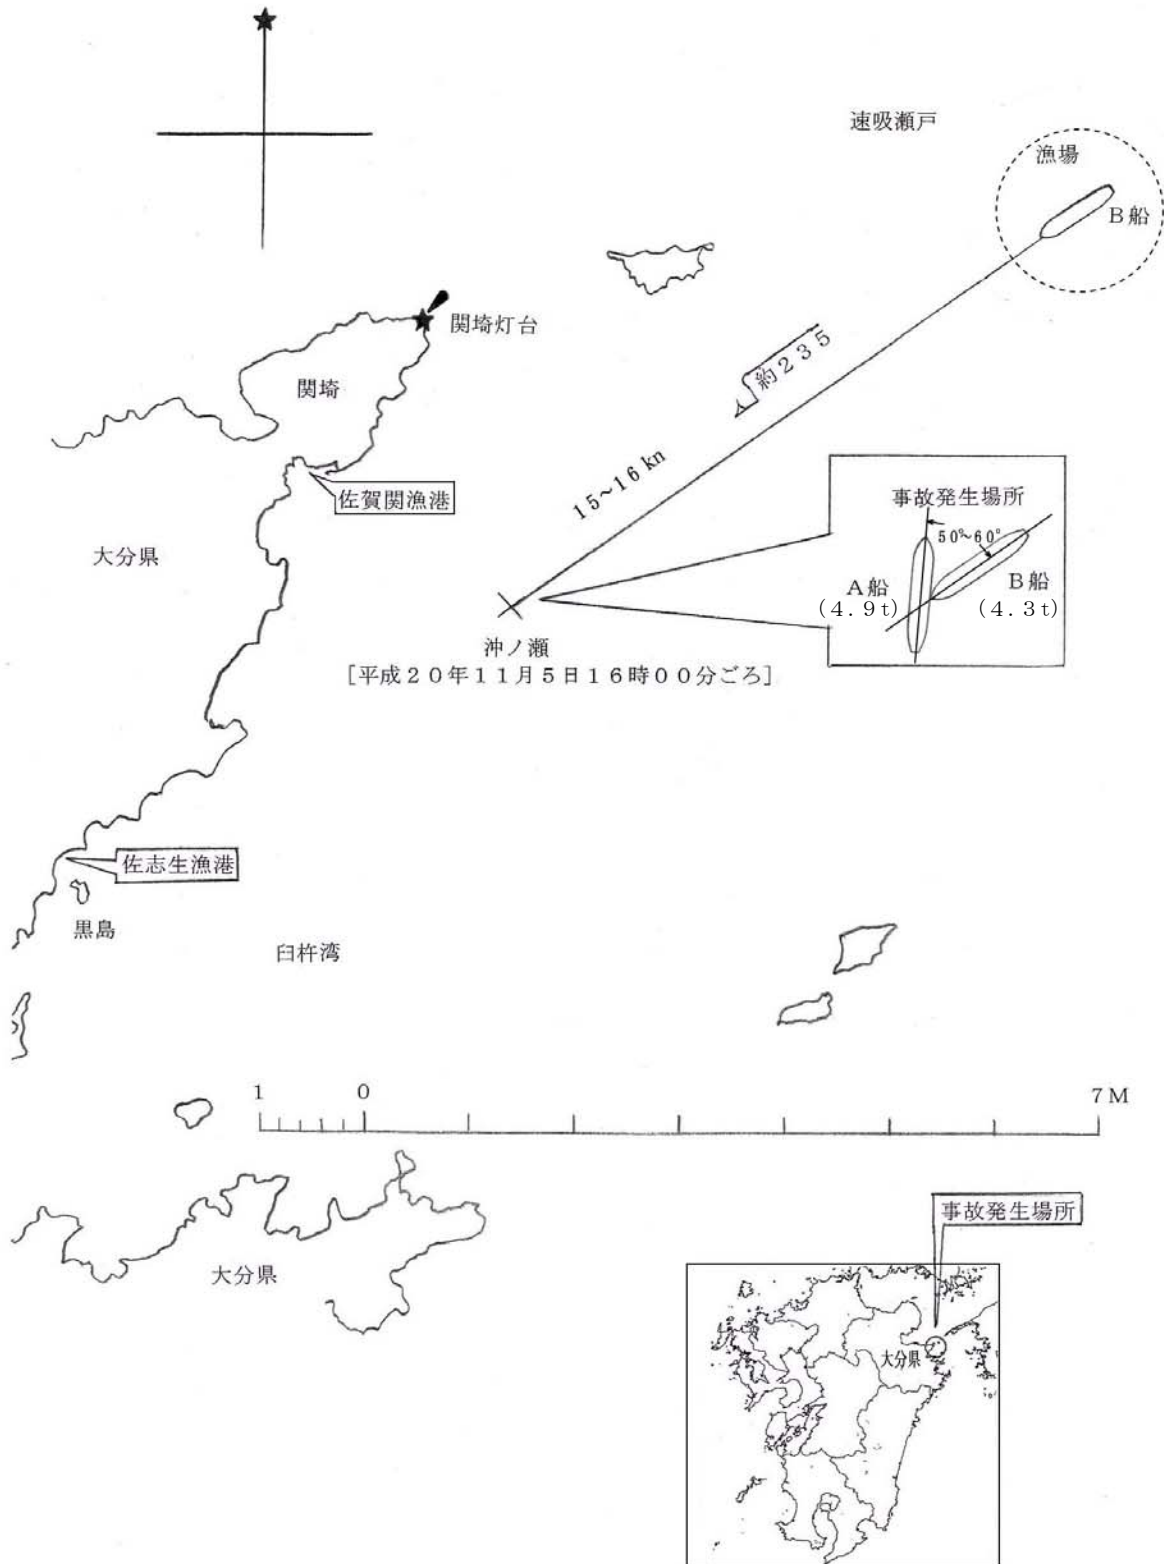 速吸瀬戸
漁場
B船
関埼灯台
関埼
約235
15~16kn
佐賀関漁港
大分県
事故発生場所
50°~60°
A船
(4.9t)
B船
(4.3t)
沖ノ瀬
[平成20年11月5日16時00分ごろ]
佐志生漁港
黒島
臼杵湾
1 0 7M
大分県
事故発生場所
大分県